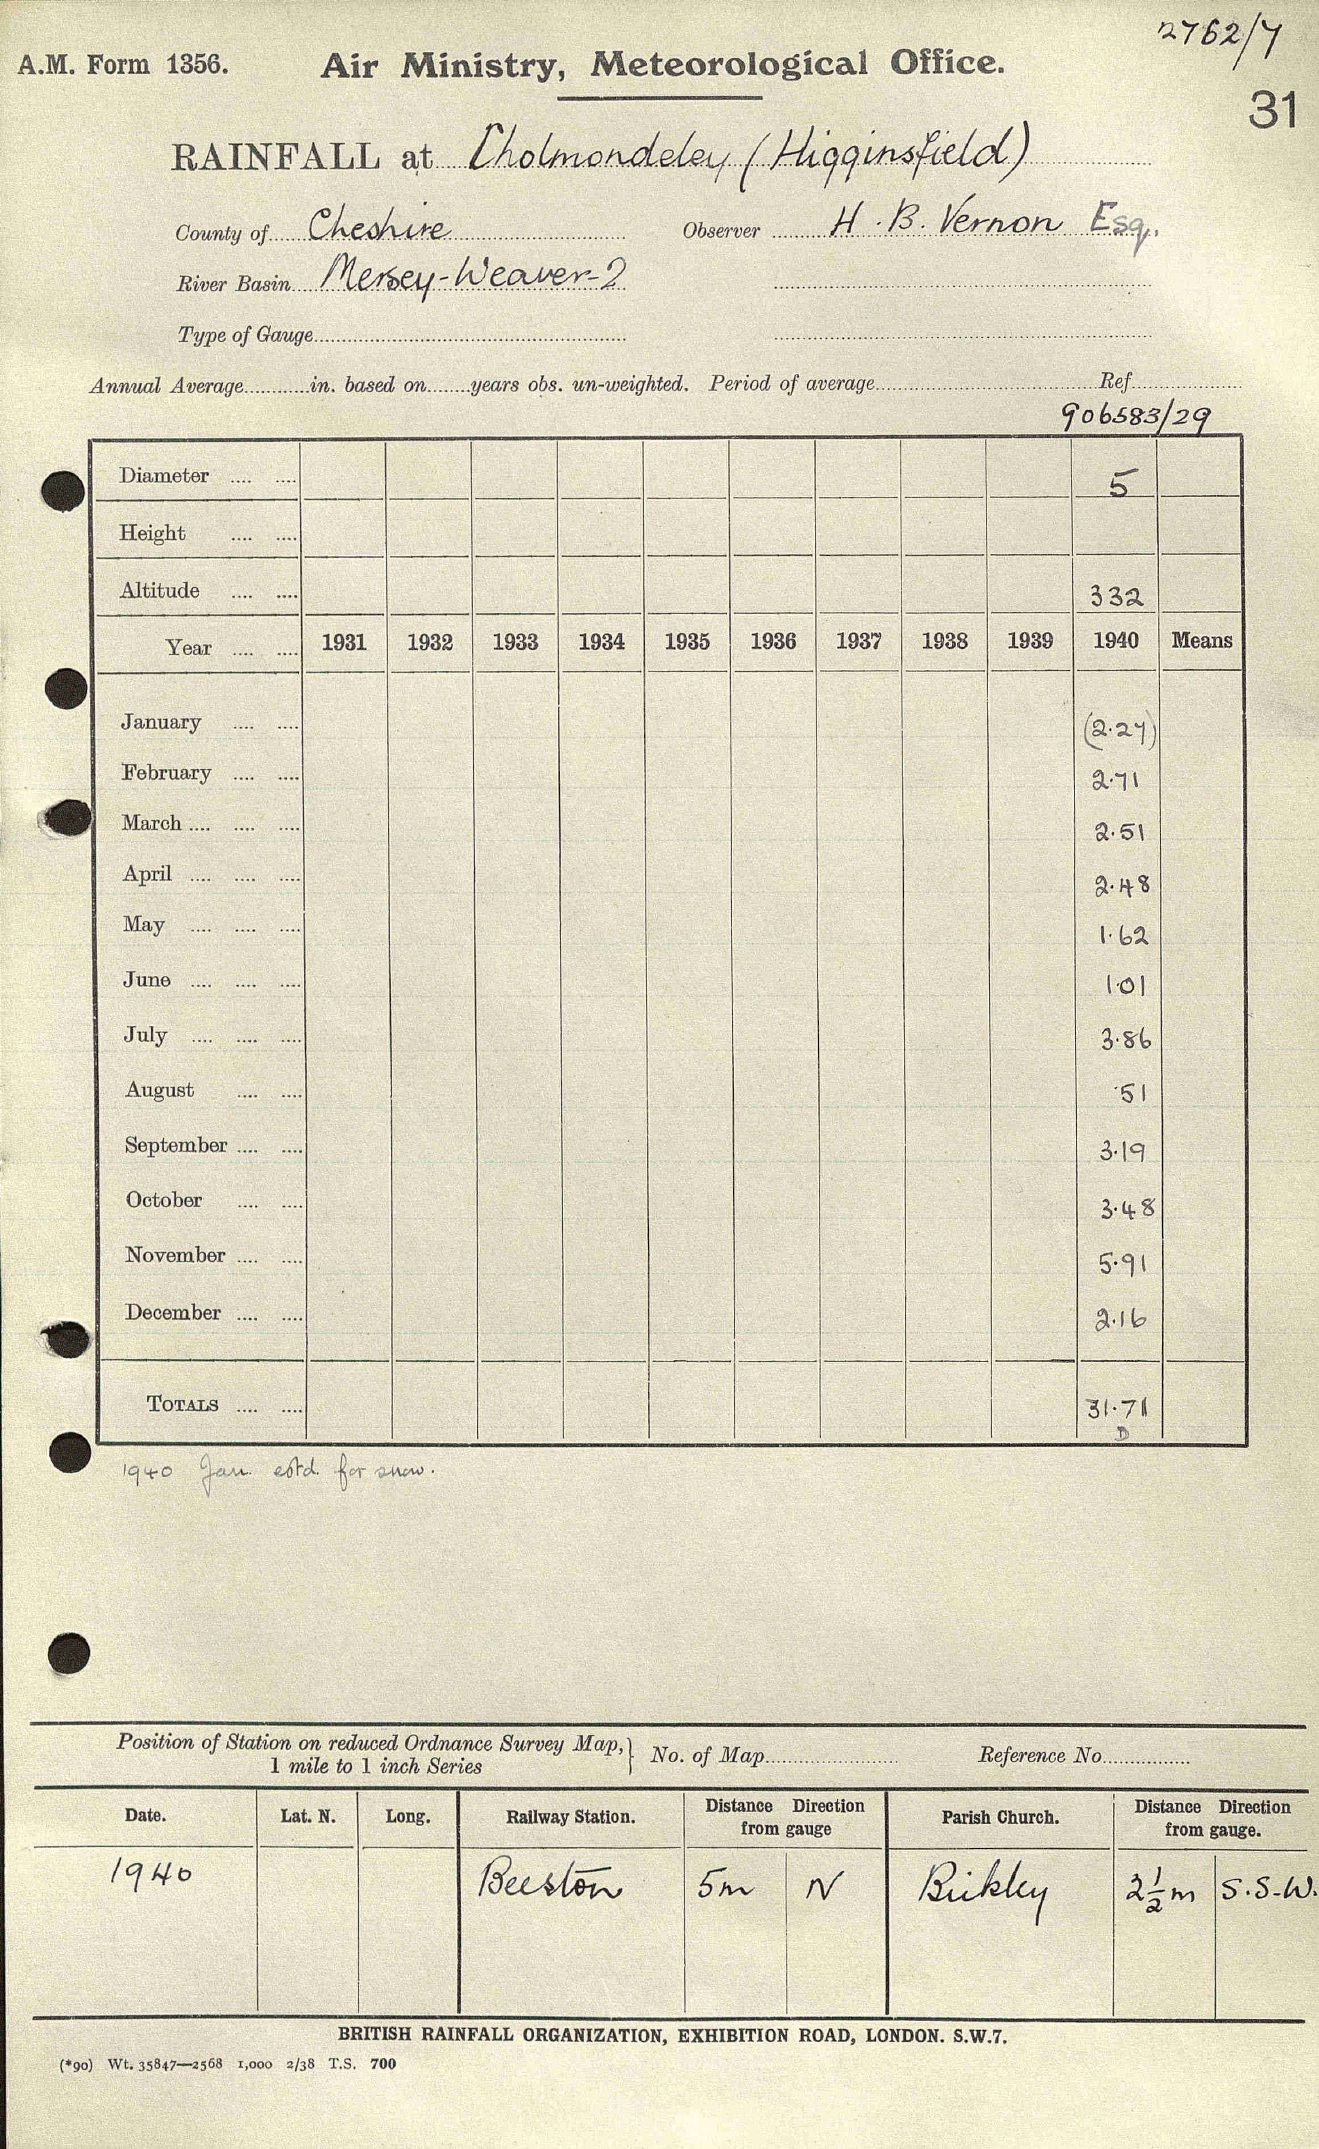 2762/7
A.M. Form 1356. Air Ministry, Meteorological Office.
31
RAINFALL at Cholmondeley (Higginsfield)
County of Cheshire Observer H. B. Vernon Esq.
River Basin Mersey-Weaver-2
Type of Gauge
Annual Average in. based on years obs. un-weighted. Period of average Ref
906583/29
Diameter 5
Height
Altitude 332
Year 1931 1932 1933 1934 1935 1936 1937 1938 1939 1940 Means
January (2.27)
February 2.71
March 2.51
April 2.48
May 1.62
June 1.01
July 3.86
August .51
September 3.19
October 3.48
November 5.91
December 2.16
TOTALS 31.71
D
1940 Jan. estd. for snow.
Position of Station on reduced Ordnance Survey Map, 1 mile to 1 inch Series } No. of Map Reference No
Date. Lat. N. Long. Railway Station. Distance Direction from gauge Parish Church. Distance Direction from gauge.
1940 Beeston 5m N Bickley 2½m S.S.W.
BRITISH RAINFALL ORGANIZATION, EXHIBITION ROAD, LONDON. S.W.7.
(*90) Wt. 35847—2568 1,000 2/38 T.S. 700